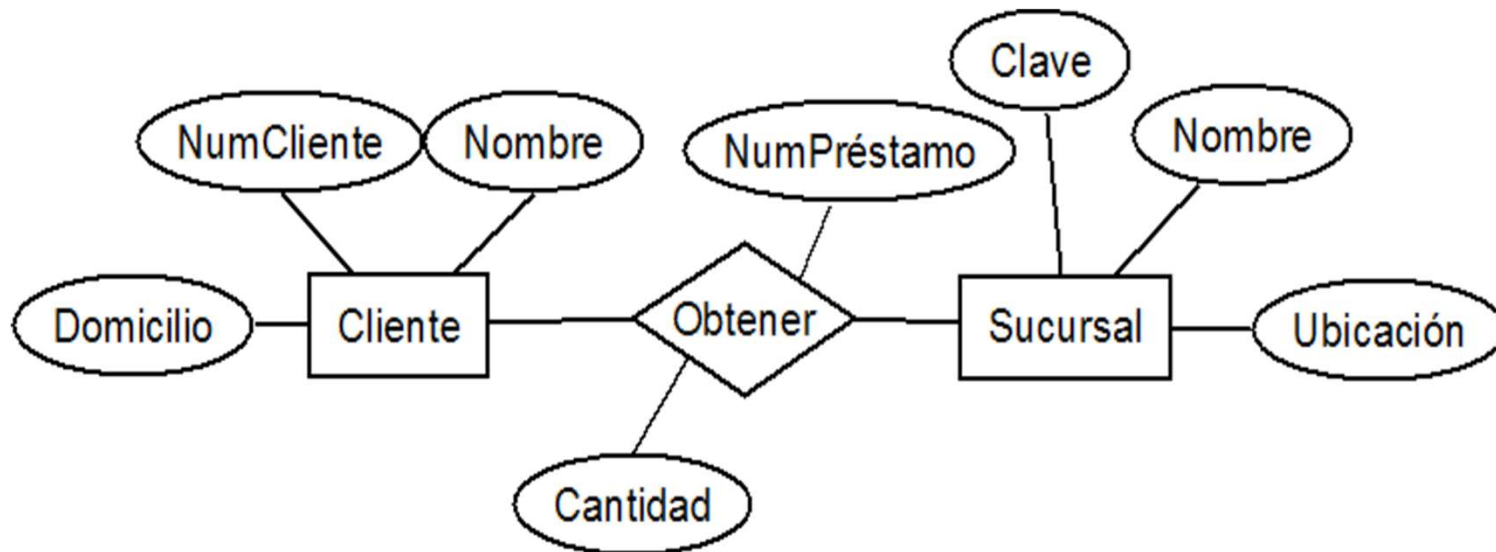 Clave
NumCliente
Nombre
NumPréstamo
Nombre
Domicilio
Cliente
Obtener
Sucursal
Ubicación
Cantidad